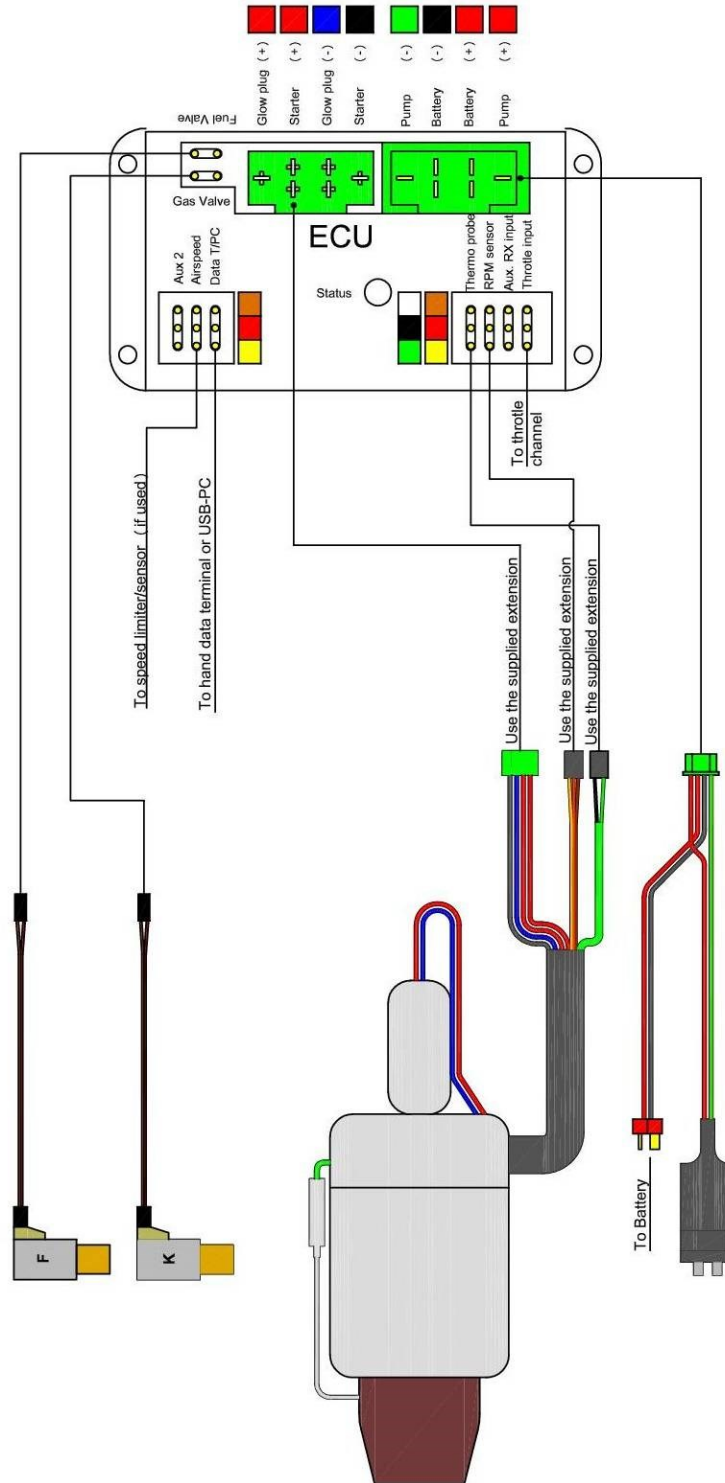 Glow plug (+)
Starter (+)
Glow plug (-)
Starter (-)
Pump (-)
Battery (-)
Battery (+)
Pump (+)
Fuel Valve
Gas Valve
ECU
Status
Aux 2
Airspeed
Data T/PC
Thermo probe
RPM sensor
Aux. RX input
Throttle input
To speed limiter/sensor (if used)
To hand data terminal or USB-PC
To throttle
channel
Use the supplied extension
Use the supplied extension
Use the supplied extension
F
K
To Battery